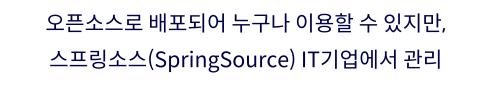 오픈소스로 배포되어 누구나 이용할 수 있지만,
스프링소스(SpringSource) IT기업에서 관리